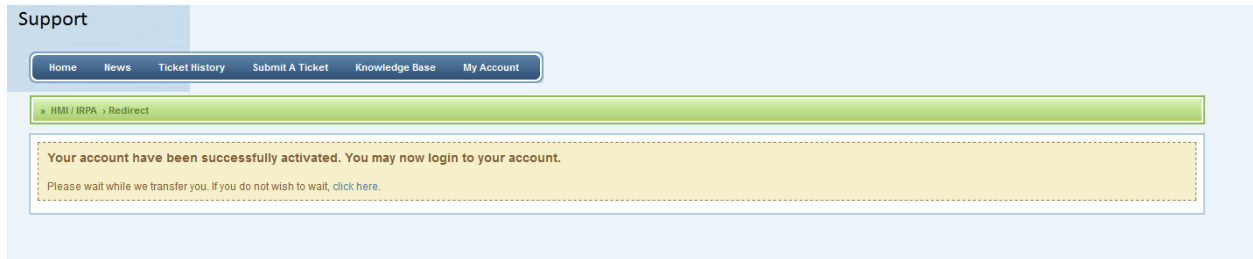 Support
Home News Ticket History Submit A Ticket Knowledge Base My Account
» HMI / IRPA › Redirect
Your account have been successfully activated. You may now login to your account.
Please wait while we transfer you. If you do not wish to wait, click here.